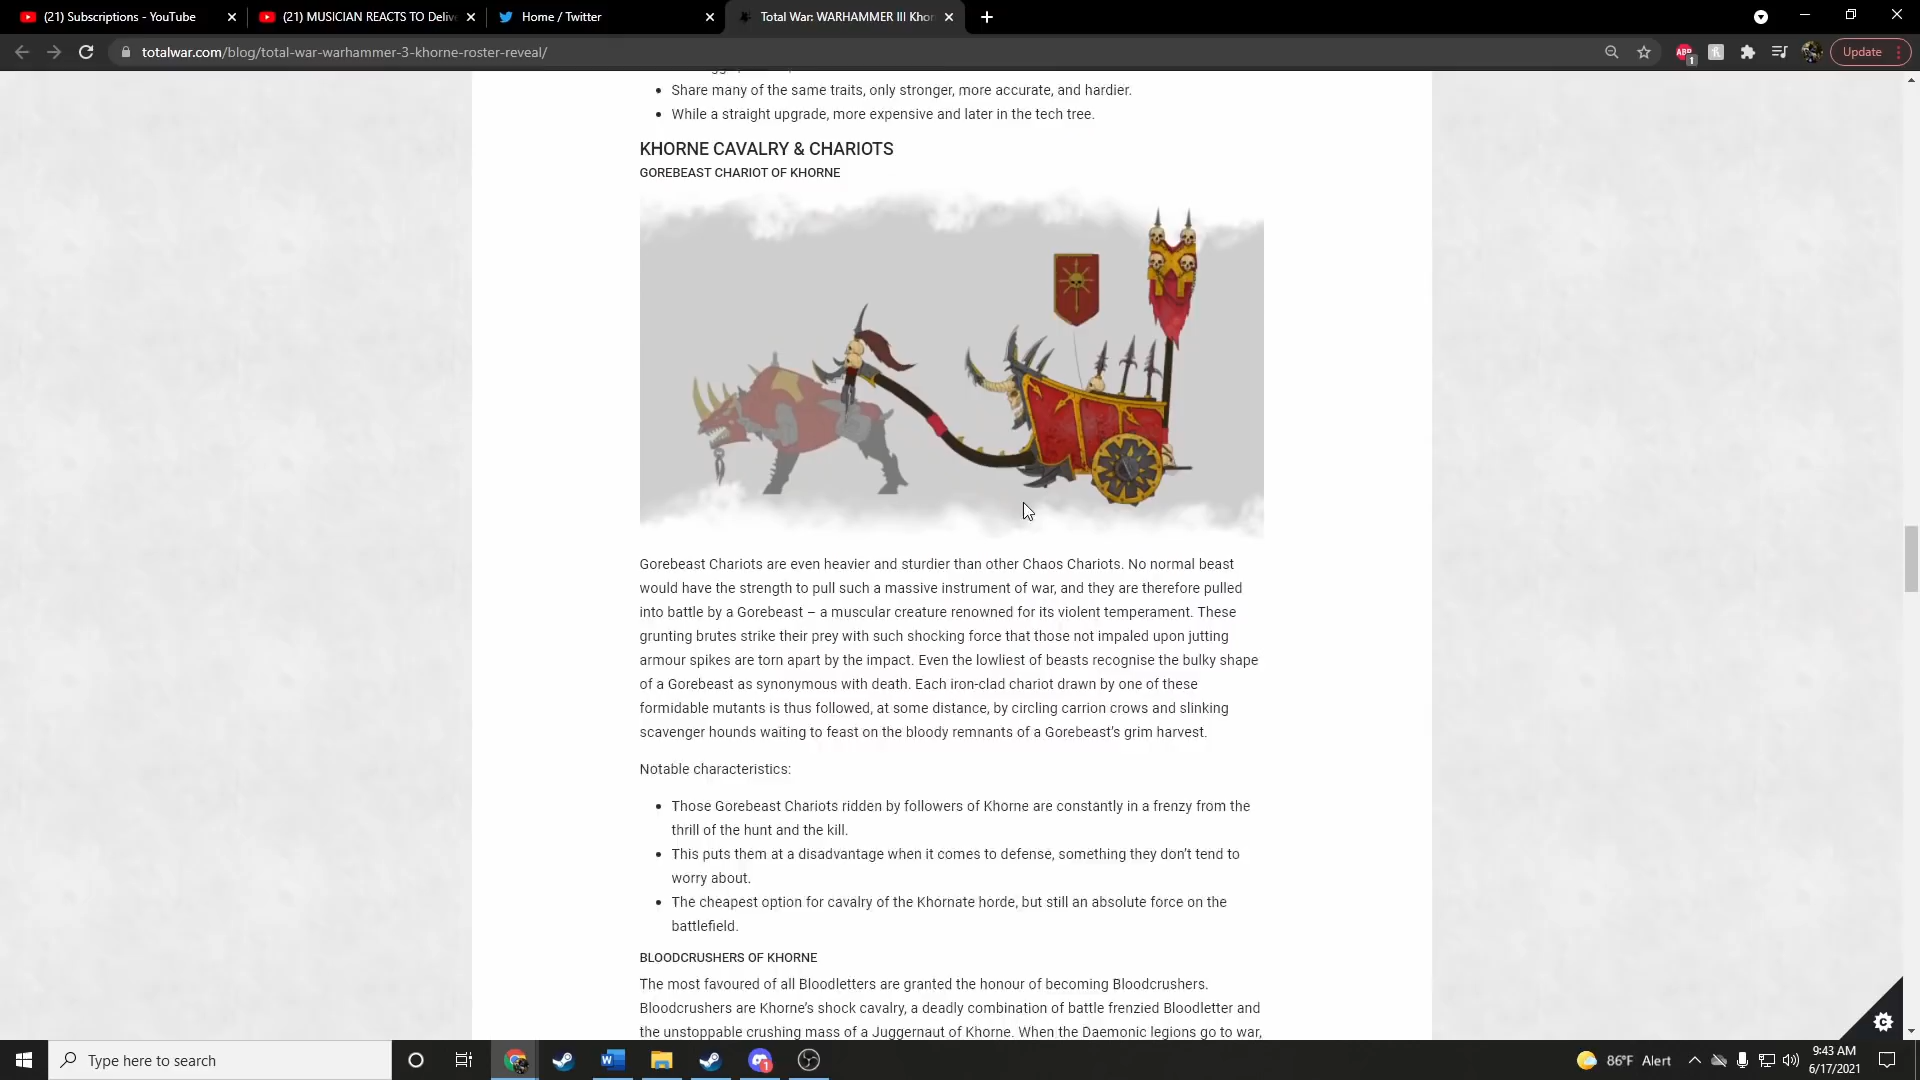 (21) Subscriptions - YouTube
(21) MUSICIAN REACTS TO Delive
Home / Twitter
Total War: WARHAMMER III Khor
totalwar.com/blog/total-war-warhammer-3-khorne-roster-reveal/
ABP
1
Update
Share many of the same traits, only stronger, more accurate, and hardier.
While a straight upgrade, more expensive and later in the tech tree.
KHORNE CAVALRY & CHARIOTS
GOREBEAST CHARIOT OF KHORNE
Gorebeast Chariots are even heavier and sturdier than other Chaos Chariots. No normal beast
would have the strength to pull such a massive instrument of war, and they are therefore pulled
into battle by a Gorebeast – a muscular creature renowned for its violent temperament. These
grunting brutes strike their prey with such shocking force that those not impaled upon jutting
armour spikes are torn apart by the impact. Even the lowliest of beasts recognise the bulky shape
of a Gorebeast as synonymous with death. Each iron-clad chariot drawn by one of these
formidable mutants is thus followed, at some distance, by circling carrion crows and slinking
scavenger hounds waiting to feast on the bloody remnants of a Gorebeast's grim harvest.
Notable characteristics:
Those Gorebeast Chariots ridden by followers of Khorne are constantly in a frenzy from the
thrill of the hunt and the kill.
This puts them at a disadvantage when it comes to defense, something they don't tend to
worry about.
The cheapest option for cavalry of the Khornate horde, but still an absolute force on the
battlefield.
BLOODCRUSHERS OF KHORNE
The most favoured of all Bloodletters are granted the honour of becoming Bloodcrushers.
Bloodcrushers are Khorne's shock cavalry, a deadly combination of battle frenzied Bloodletter and
the unstoppable crushing mass of a Juggernaut of Khorne. When the Daemonic legions go to war,
Type here to search
86°F Alert
9:43 AM
6/17/2021